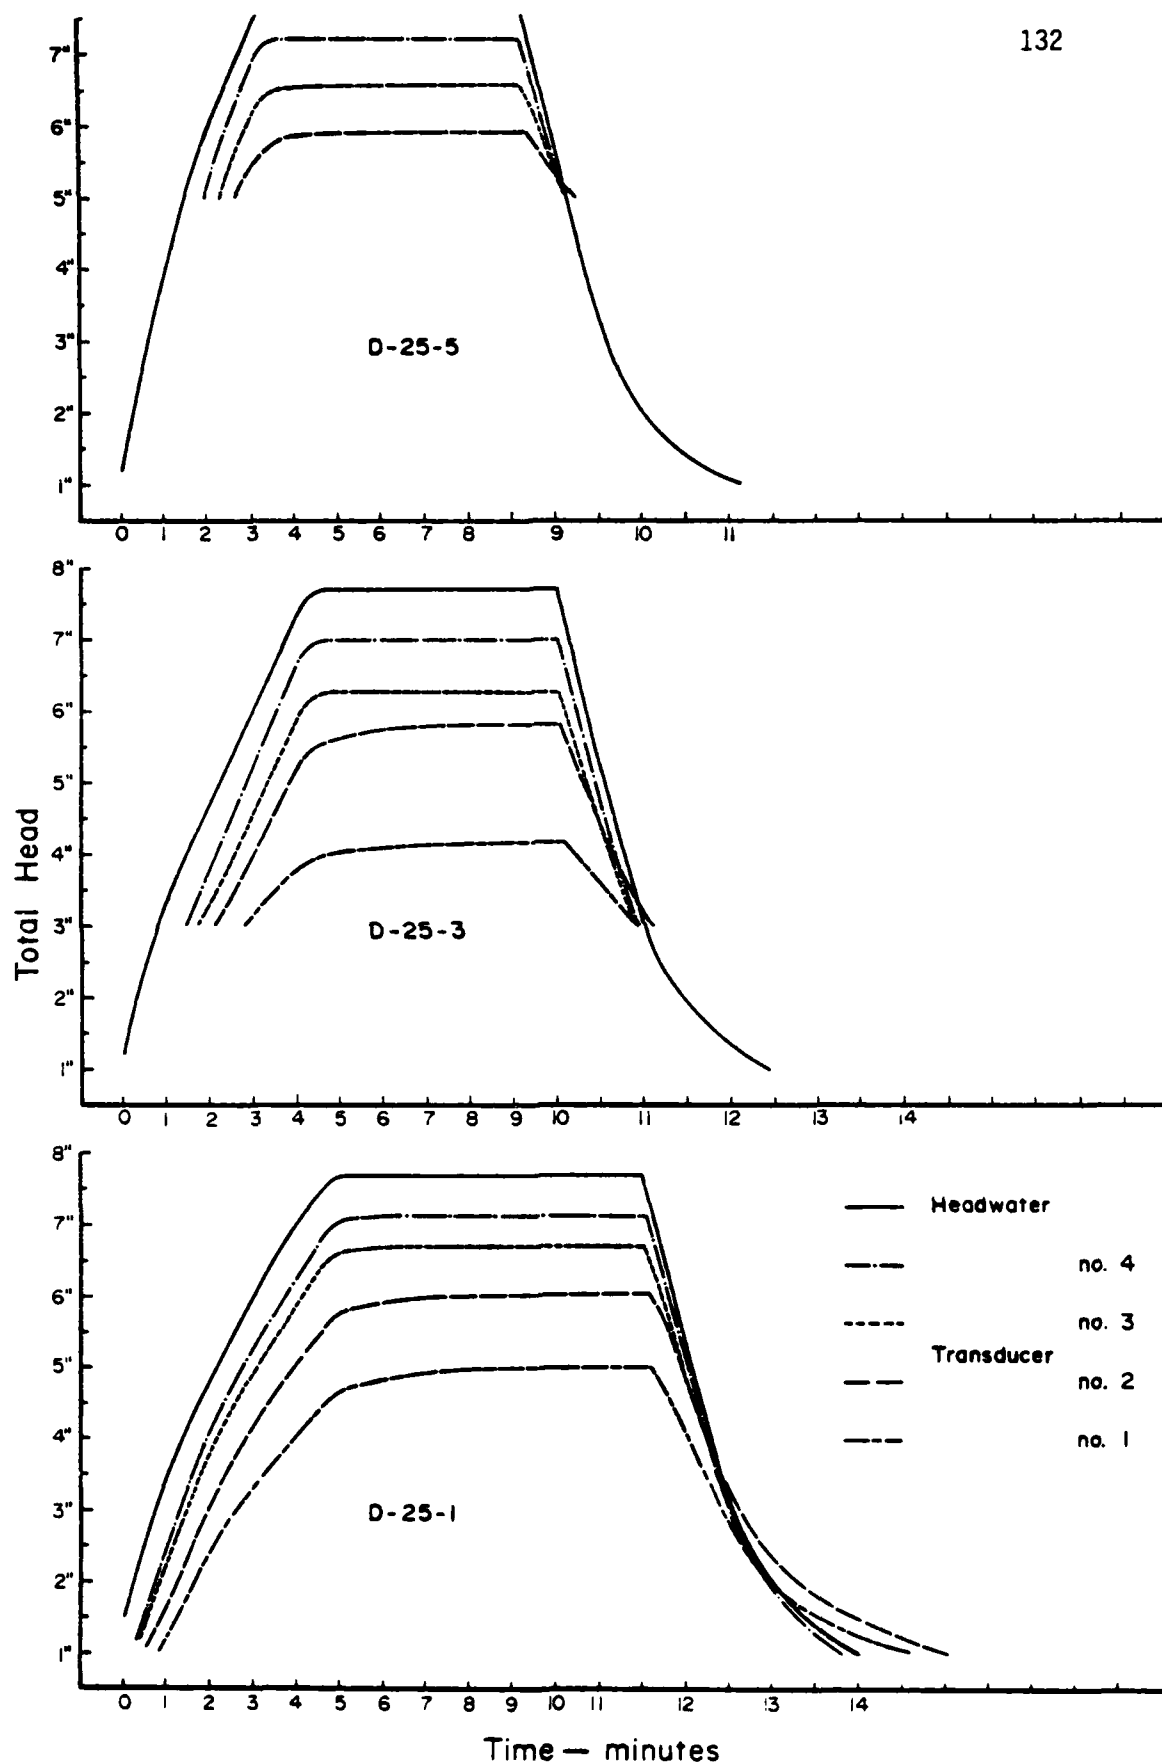 132
7"
6"
5"
4"
3"
2"
1"
D-25-5
0 1 2 3 4 5 6 7 8 9 10 11
Total Head
8"
7"
6"
5"
4"
3"
2"
1"
D-25-3
0 1 2 3 4 5 6 7 8 9 10 11 12 13 14
8"
7"
6"
5"
4"
3"
2"
1"
Headwater
no. 4
no. 3
Transducer
no. 2
no. 1
D-25-1
0 1 2 3 4 5 6 7 8 9 10 11 12 13 14
Time — minutes